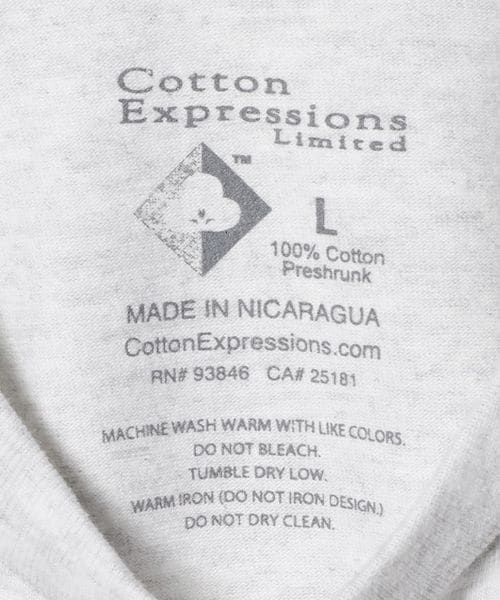 Cotton
Expressions
Limited
TM
L
100% Cotton
Preshrunk
MADE IN NICARAGUA
CottonExpressions.com
RN# 93846 CA# 25181
MACHINE WASH WARM WITH LIKE COLORS.
DO NOT BLEACH.
TUMBLE DRY LOW.
WARM IRON (DO NOT IRON DESIGN.)
DO NOT DRY CLEAN.